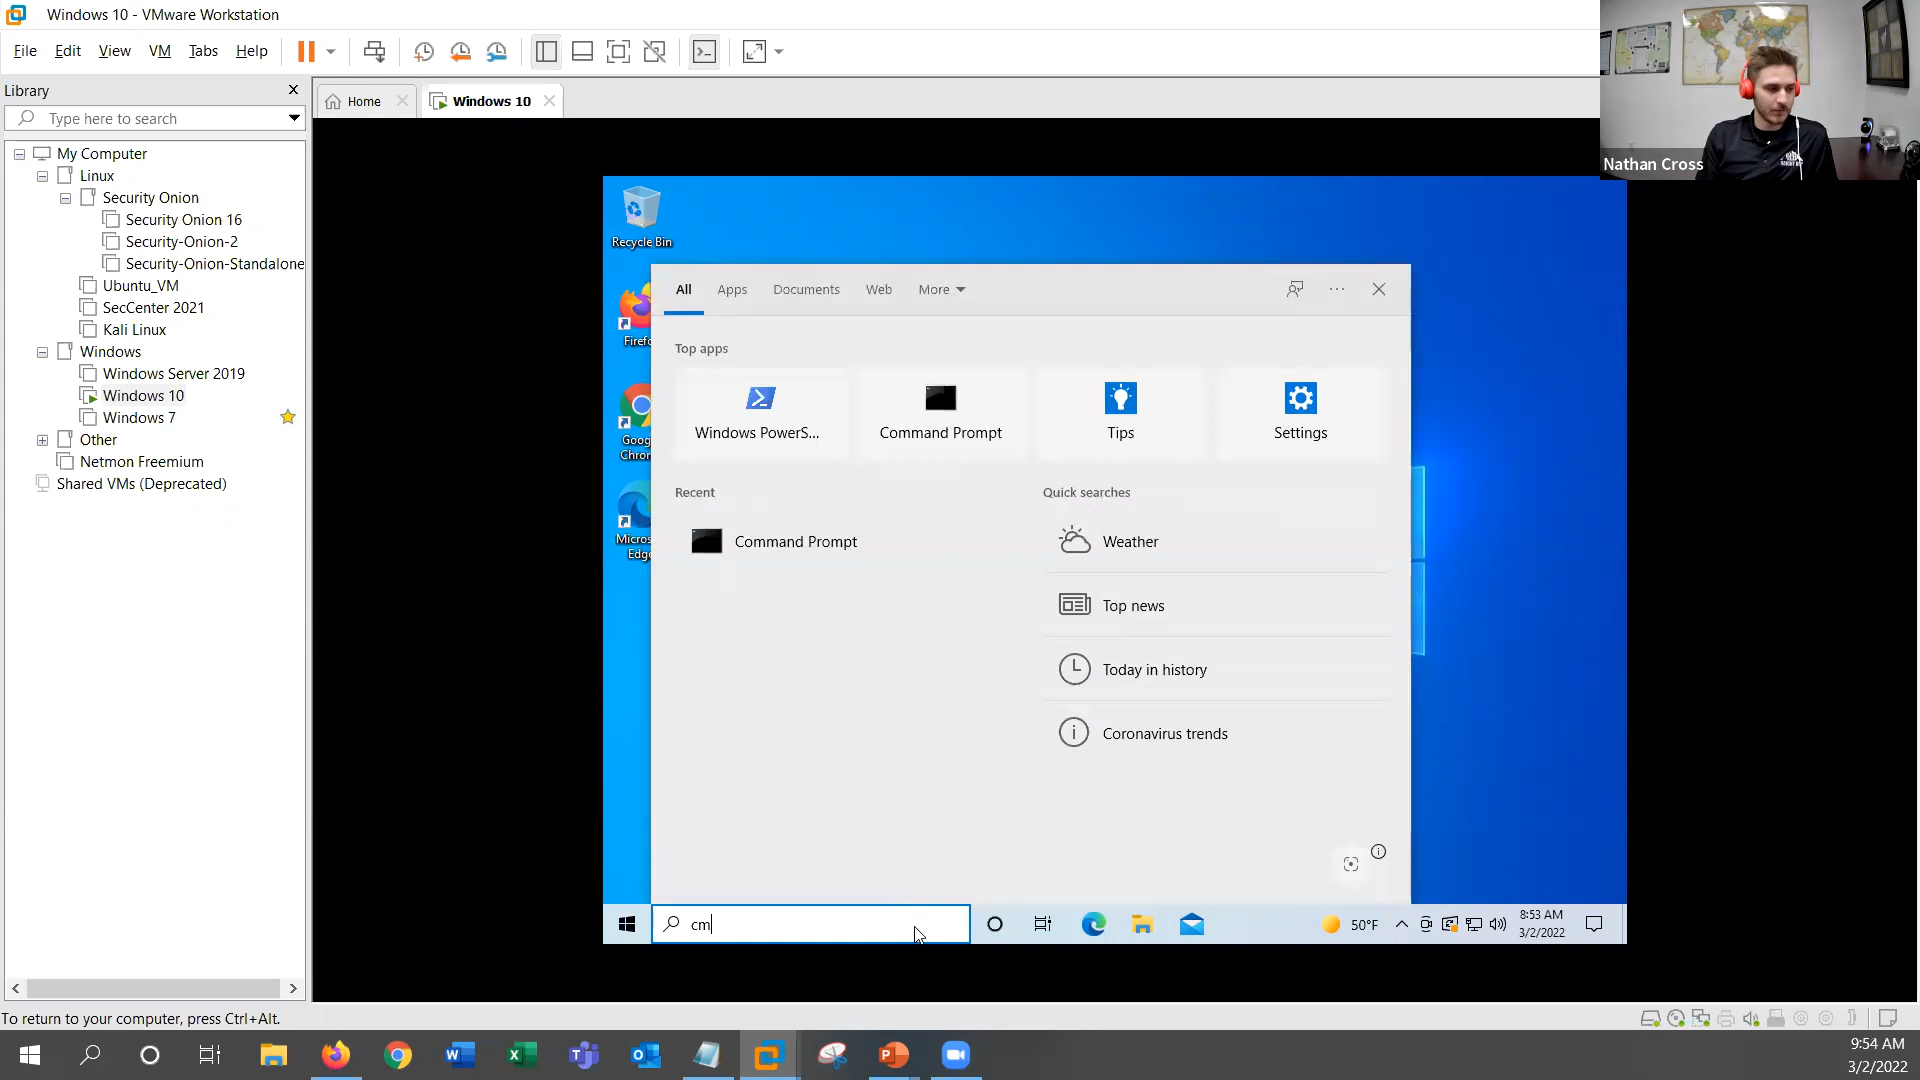 Windows 10 - VMware Workstation
File Edit View VM Tabs Help
Library
Type here to search
My Computer
Linux
Security Onion
Security Onion 16
Security-Onion-2
Security-Onion-Standalone
Ubuntu_VM
SecCenter 2021
Kali Linux
Windows
Windows Server 2019
Windows 10
Windows 7
Other
Netmon Freemium
Shared VMs (Deprecated)
Home
Windows 10
Nathan Cross
Recycle Bin
Firefo
Goog
Chron
Micros
Edge
All Apps Documents Web More
Top apps
Windows PowerS...
Command Prompt
Tips
Settings
Recent
Command Prompt
Quick searches
Weather
Top news
Today in history
Coronavirus trends
cm
50°F
8:53 AM
3/2/2022
To return to your computer, press Ctrl+Alt.
9:54 AM
3/2/2022